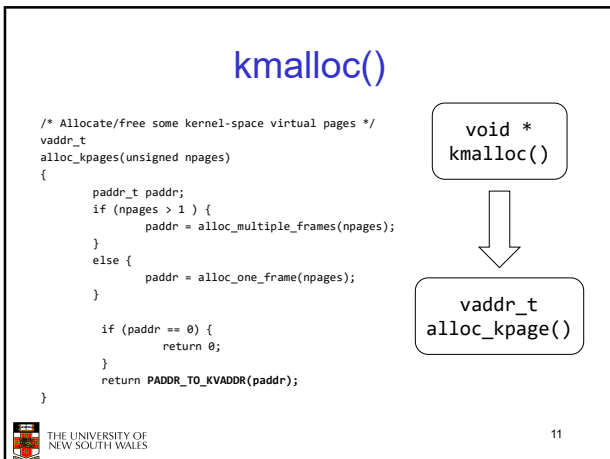 kmalloc()
/* Allocate/free some kernel-space virtual pages */
vaddr_t
alloc_kpages(unsigned npages)
{
paddr_t paddr;
if (npages > 1 ) {
paddr = alloc_multiple_frames(npages);
}
else {
paddr = alloc_one_frame(npages);
}
if (paddr == 0) {
return 0;
}
return PADDR_TO_KVADDR(paddr);
}
void *
kmalloc()
vaddr_t
alloc_kpage()
THE UNIVERSITY OF
NEW SOUTH WALES
11